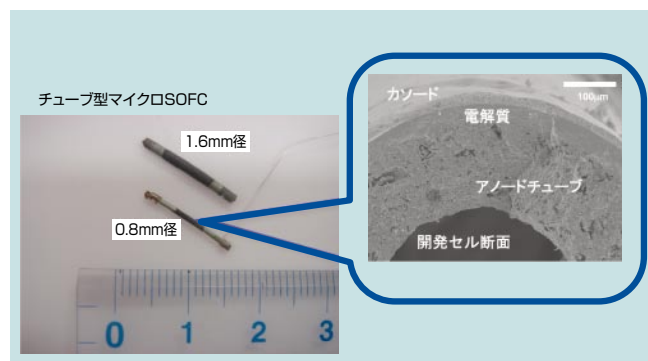 チューブ型マイクロSOFC
1.6mm径
0.8mm径
0 1 2 3
カソード
100μm
電解質
アノードチューブ
開発セル断面